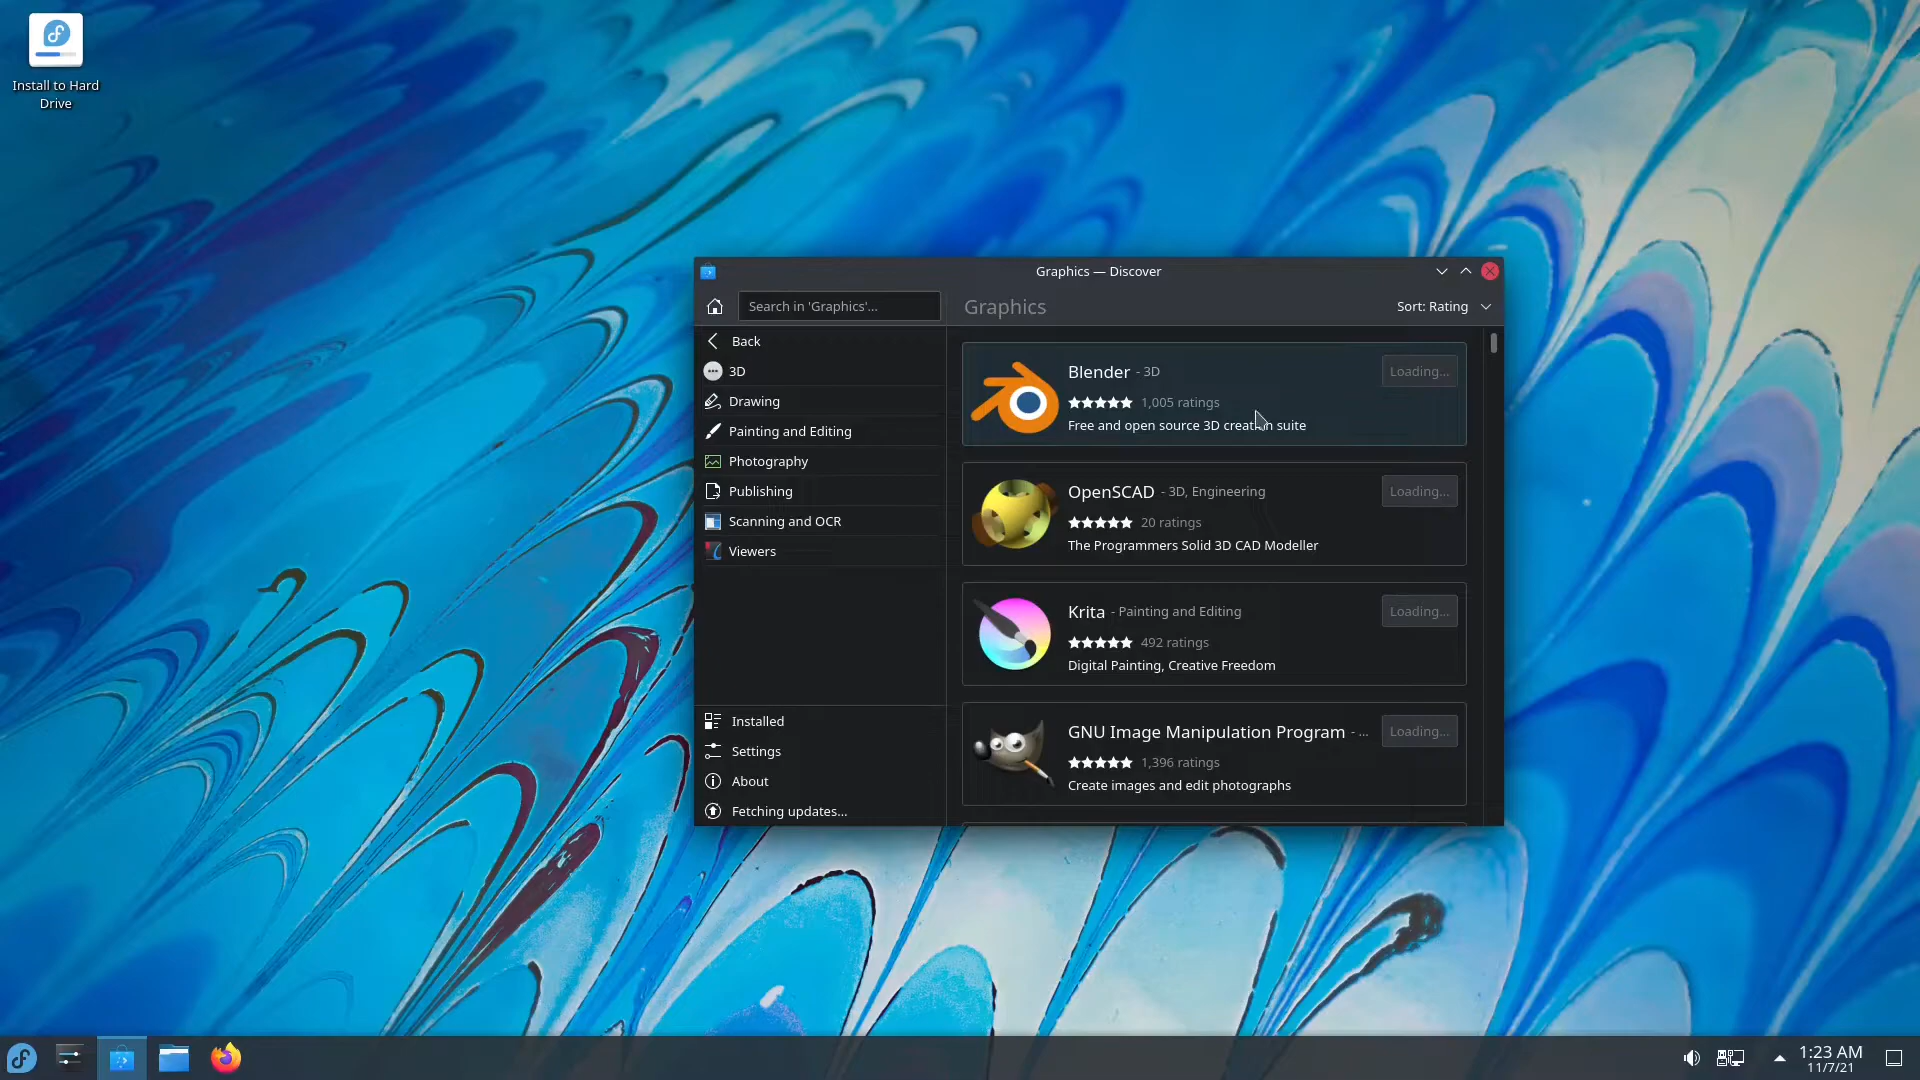 Install to Hard
Drive
Graphics — Discover
Search in 'Graphics'...
Graphics
Sort: Rating
Back
3D
Drawing
Painting and Editing
Photography
Publishing
Scanning and OCR
Viewers
Installed
Settings
About
Fetching updates...
Blender - 3D
Loading...
1,005 ratings
Free and open source 3D creation suite
OpenSCAD - 3D, Engineering
Loading...
20 ratings
The Programmers Solid 3D CAD Modeller
Krita - Painting and Editing
Loading...
492 ratings
Digital Painting, Creative Freedom
GNU Image Manipulation Program - ...
Loading...
1,396 ratings
Create images and edit photographs
1:23 AM
11/7/21